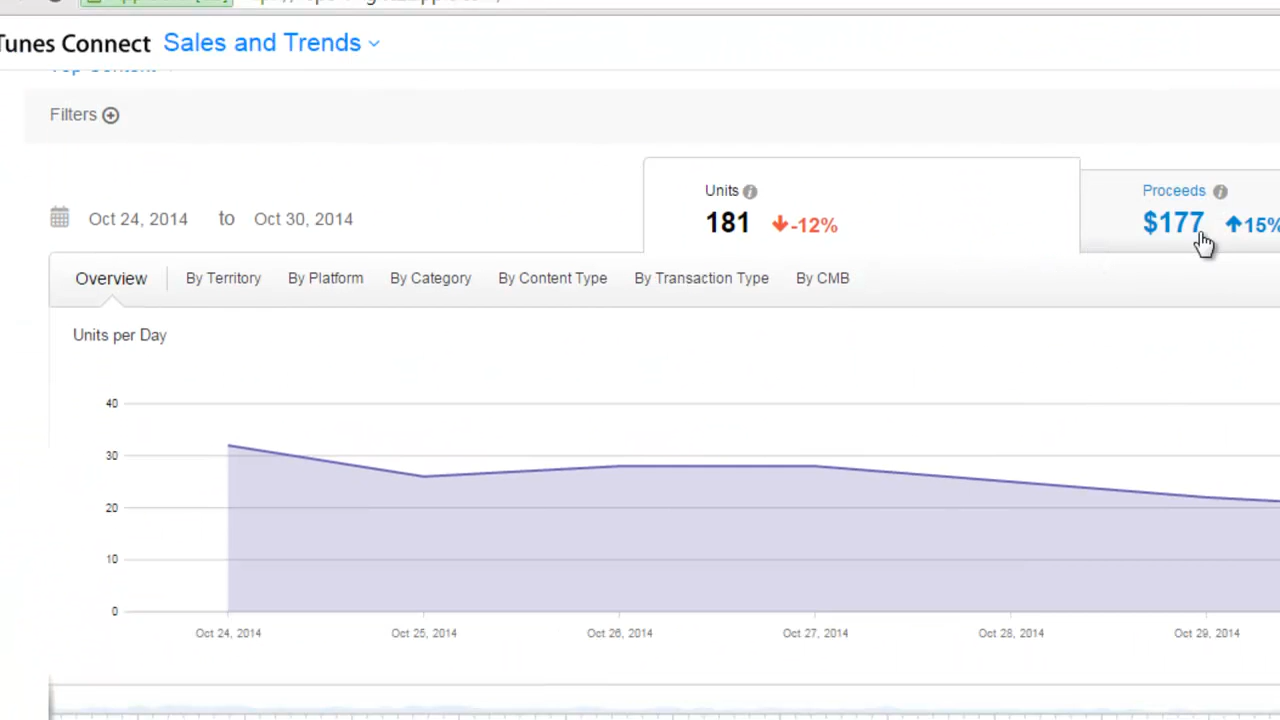 Tunes Connect Sales and Trends
Filters
Units
Proceeds
181 -12%
$177 15%
Oct 24, 2014 to Oct 30, 2014
Overview By Territory By Platform By Category By Content Type By Transaction Type By CMB
Units per Day
40
30
20
10
0
Oct 24, 2014 Oct 25, 2014 Oct 26, 2014 Oct 27, 2014 Oct 28, 2014 Oct 29, 2014